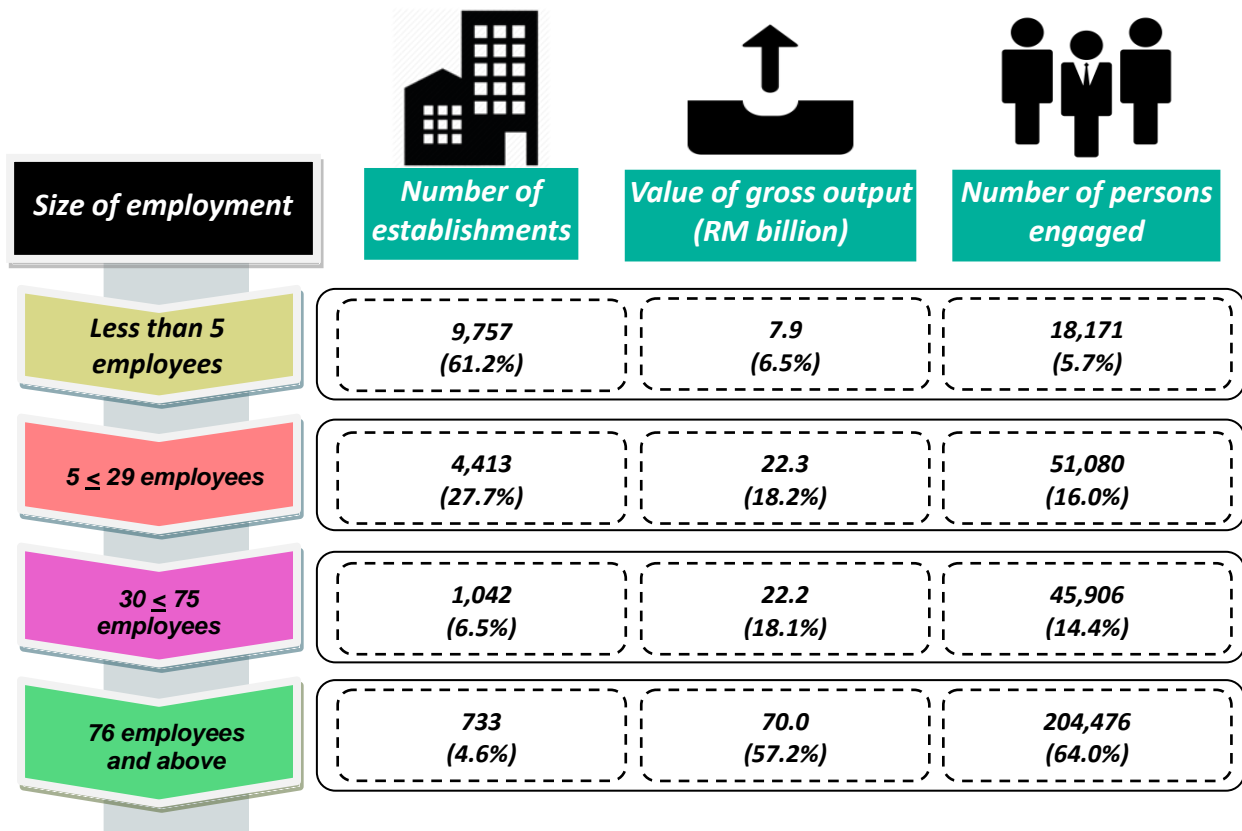 Size of employment
Number of
establishments
Value of gross output
(RM billion)
Number of persons
engaged
Less than 5
employees
9,757
(61.2%)
7.9
(6.5%)
18,171
(5.7%)
5 ≤ 29 employees
4,413
(27.7%)
22.3
(18.2%)
51,080
(16.0%)
30 ≤ 75
employees
1,042
(6.5%)
22.2
(18.1%)
45,906
(14.4%)
76 employees
and above
733
(4.6%)
70.0
(57.2%)
204,476
(64.0%)